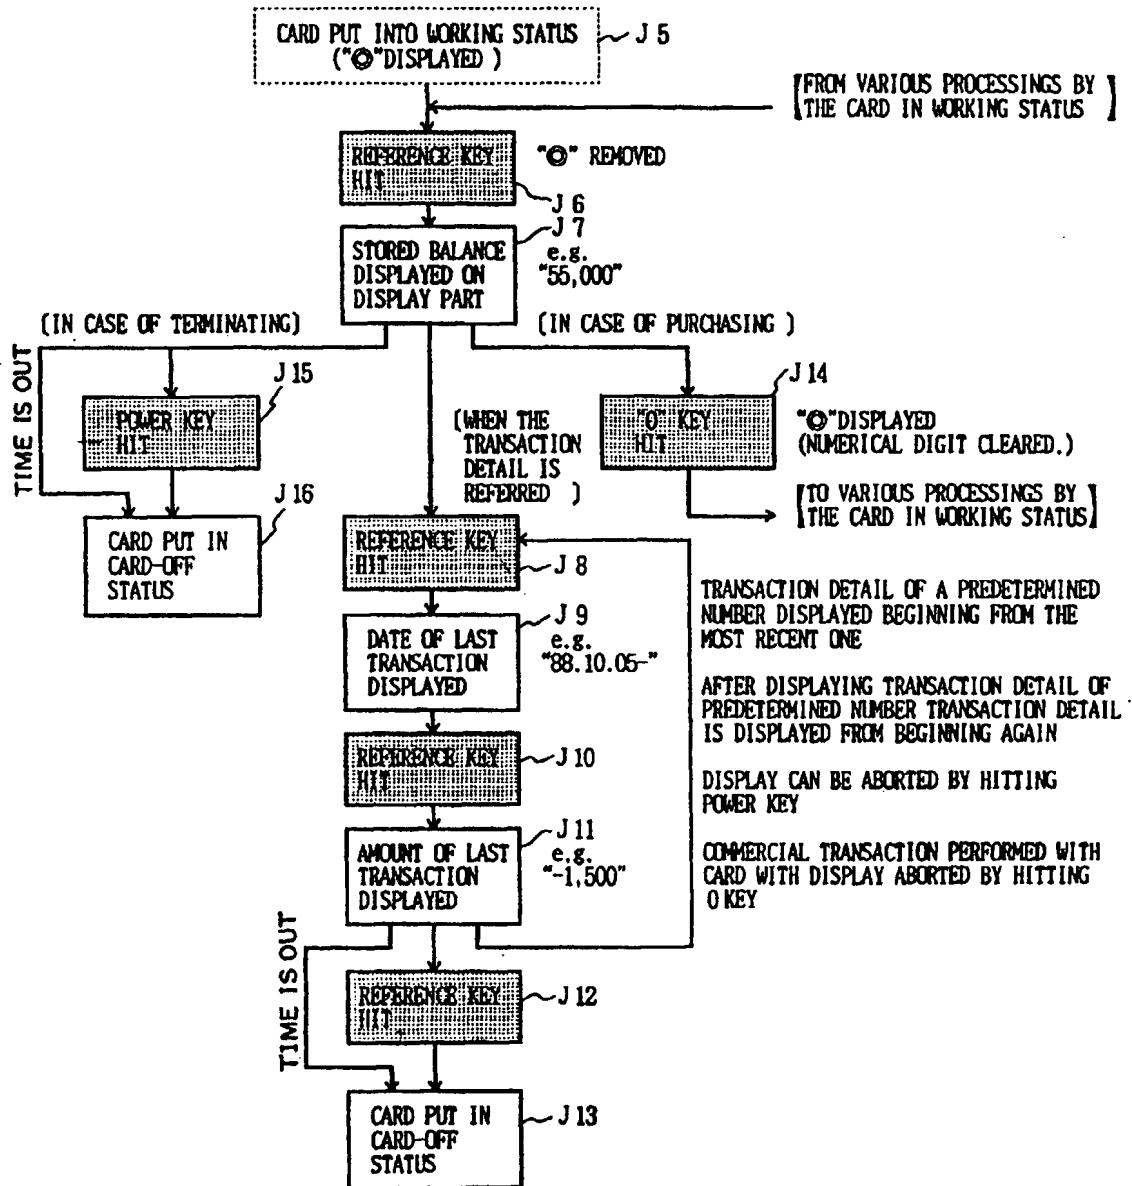 CARD PUT INTO WORKING STATUS
("◎"DISPLAYED )
J 5
[FROM VARIOUS PROCESSINGS BY
THE CARD IN WORKING STATUS ]
REFERENCE KEY
HIT
"◎" REMOVED
J 6
J 7
STORED BALANCE
DISPLAYED ON
DISPLAY PART
e.g.
"55,000"
(IN CASE OF TERMINATING)
(IN CASE OF PURCHASING )
TIME IS OUT
J 15
POWER KEY
HIT
J 14
"0" KEY
HIT
"◎"DISPLAYED
(NUMERICAL DIGIT CLEARED.)
(WHEN THE
TRANSACTION
DETAIL IS
REFERRED )
J 16
CARD PUT IN
CARD-OFF
STATUS
[TO VARIOUS PROCESSINGS BY
THE CARD IN WORKING STATUS]
REFERENCE KEY
HIT
J 8
J 9
DATE OF LAST
TRANSACTION
DISPLAYED
e.g.
"88.10.05-"
TRANSACTION DETAIL OF A PREDETERMINED
NUMBER DISPLAYED BEGINNING FROM THE
MOST RECENT ONE
AFTER DISPLAYING TRANSACTION DETAIL OF
PREDETERMINED NUMBER TRANSACTION DETAIL
IS DISPLAYED FROM BEGINNING AGAIN
REFERENCE KEY
HIT
J 10
DISPLAY CAN BE ABORTED BY HITTING
POWER KEY
J 11
AMOUNT OF LAST
TRANSACTION
DISPLAYED
e.g.
"-1,500"
COMMERCIAL TRANSACTION PERFORMED WITH
CARD WITH DISPLAY ABORTED BY HITTING
0 KEY
TIME IS OUT
REFERENCE KEY
HIT
J 12
CARD PUT IN
CARD-OFF
STATUS
J 13